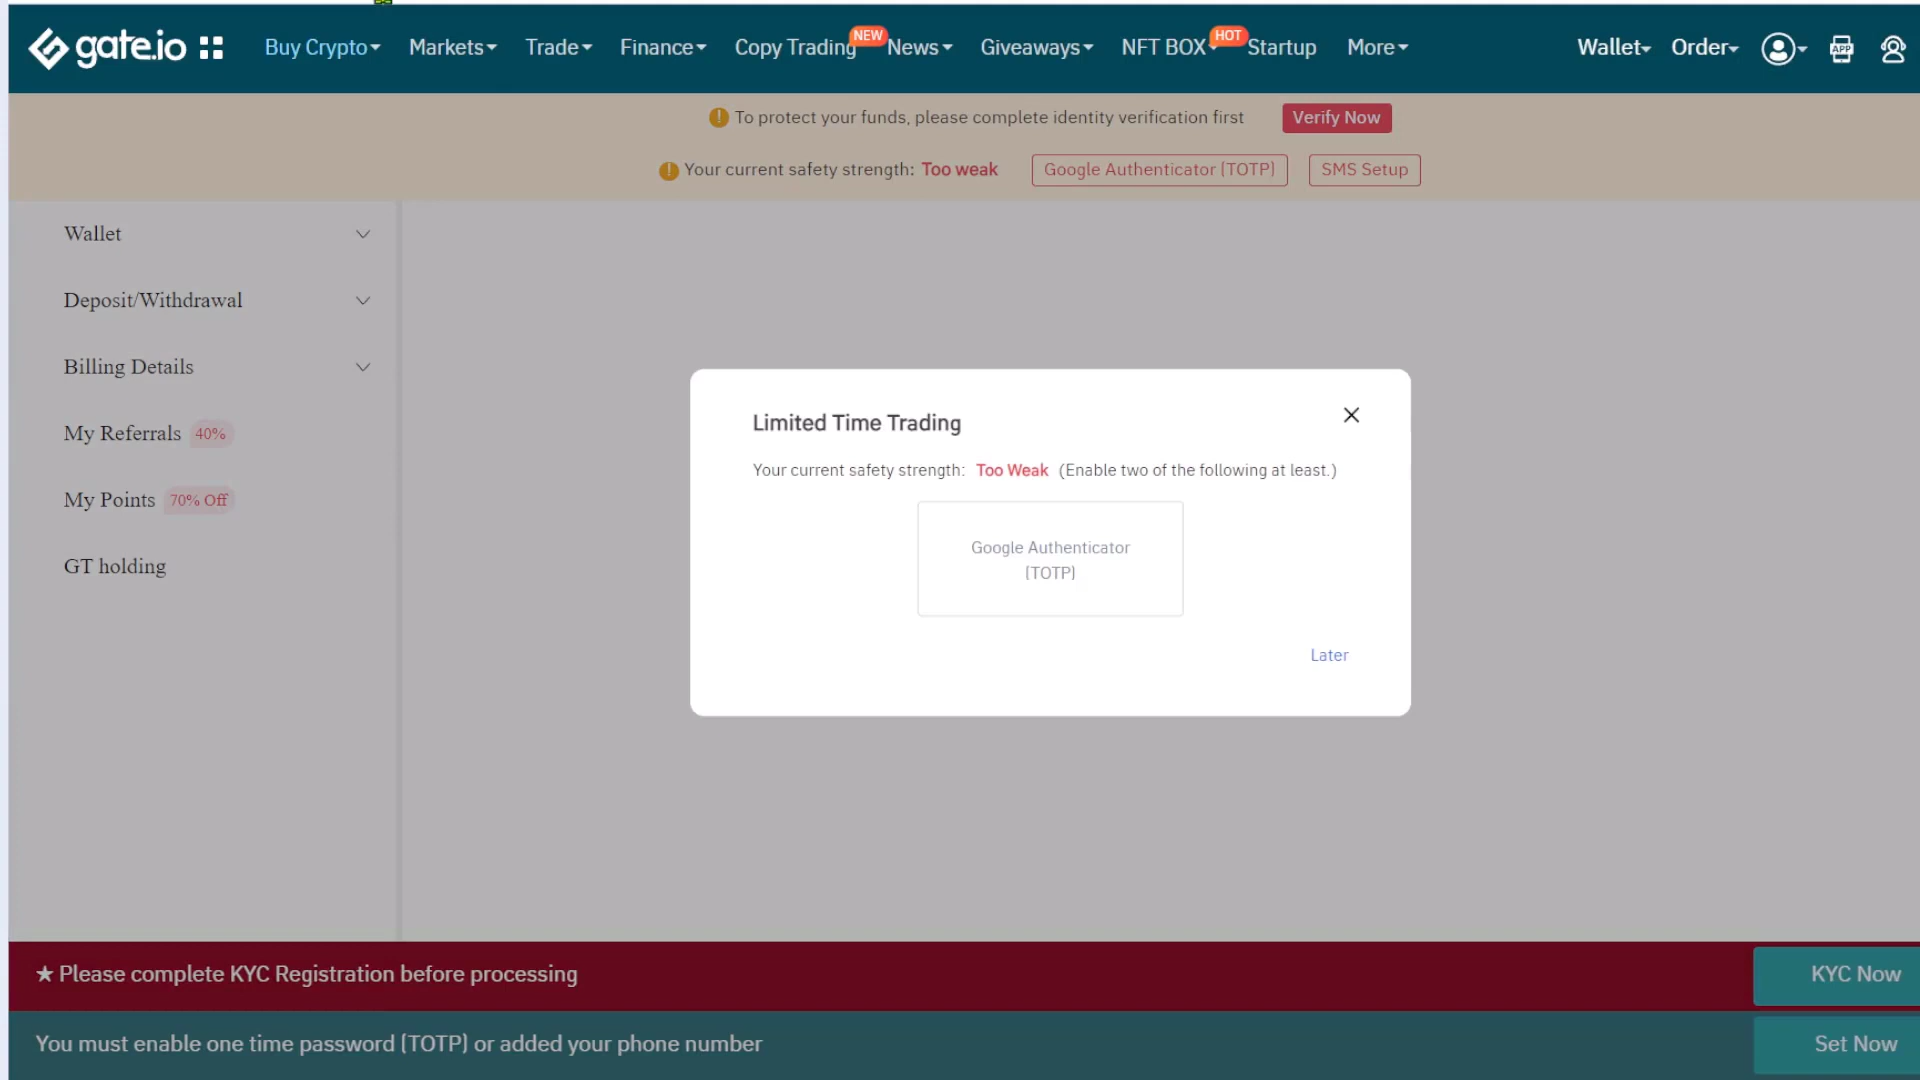 gate.io
Buy Crypto Markets Trade Finance Copy Trading NEW News Giveaways NFT BOX HOT Startup More Wallet Order APP
! To protect your funds, please complete identity verification first Verify Now
! Your current safety strength: Too weak Google Authenticator (TOTP) SMS Setup
Wallet
Deposit/Withdrawal
Billing Details
My Referrals 40%
My Points 70% Off
GT holding
Limited Time Trading
Your current safety strength: Too Weak (Enable two of the following at least.)
Google Authenticator
(TOTP)
Later
★ Please complete KYC Registration before processing KYC Now
You must enable one time password (TOTP) or added your phone number Set Now